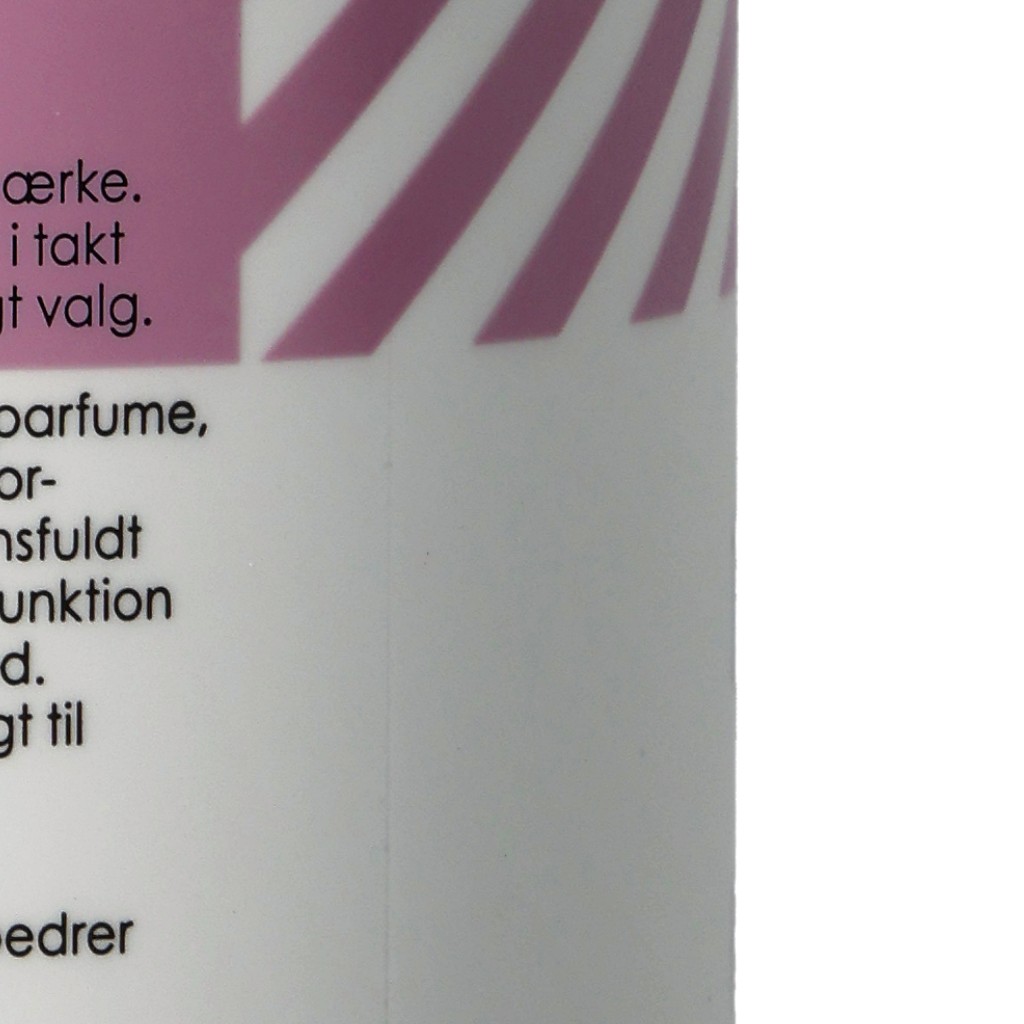 ærke.
i takt
gt valg.
parfume,
or-
nsfuldt
unktion
d.
gt til
edrer